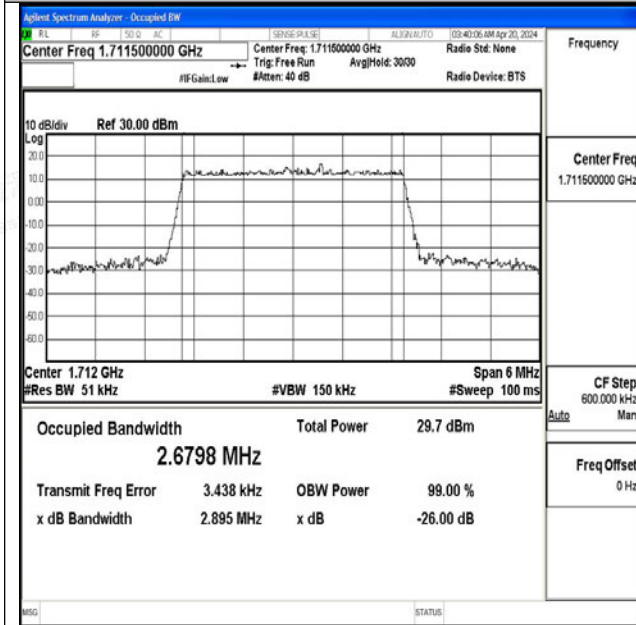 Agilent Spectrum Analyzer - Occupied BW
RL RF 50 Ω AC SENSE:PULSE ALIGNAUTO 03:40:06 AM Apr 20, 2024
Center Freq 1.711500000 GHz Center Freq: 1.711500000 GHz Radio Std: None Frequency
Trig: Free Run Avg|Hold: 30/30
#IFGain:Low #Atten: 40 dB Radio Device: BTS
10 dB/div Ref 30.00 dBm
Log
20.0
10.0
0.00
-10.0
-20.0
-30.0
-40.0
-50.0
-60.0
Center Freq
1.711500000 GHz
Center 1.712 GHz Span 6 MHz
#Res BW 51 kHz #VBW 150 kHz #Sweep 100 ms
CF Step
600.000 kHz
Auto Man
Occupied Bandwidth Total Power 29.7 dBm
2.6798 MHz
Transmit Freq Error 3.438 kHz OBW Power 99.00 %
x dB Bandwidth 2.895 MHz x dB -26.00 dB
Freq Offset
0 Hz
MSG STATUS